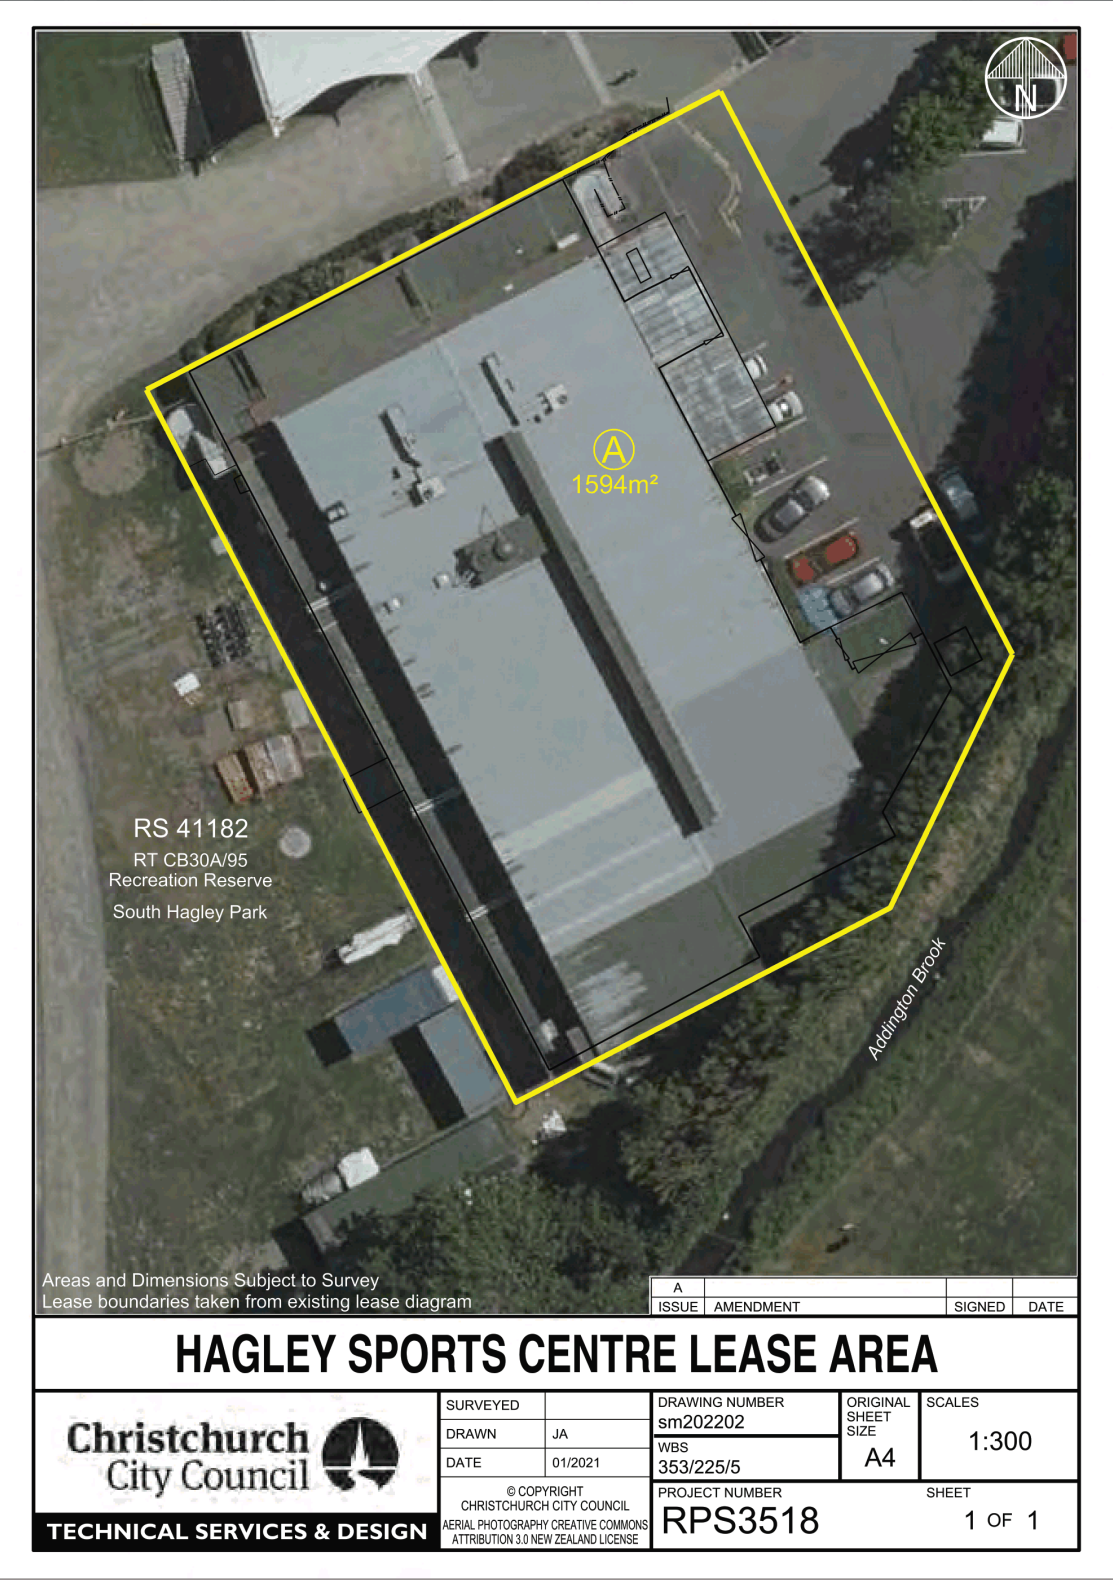 N
A
1594m²
RS 41182
RT CB30A/95
Recreation Reserve
South Hagley Park
Addington Brook
Areas and Dimensions Subject to Survey
Lease boundaries taken from existing lease diagram
A
ISSUE AMENDMENT SIGNED DATE
HAGLEY SPORTS CENTRE LEASE AREA
Christchurch
City Council
TECHNICAL SERVICES & DESIGN
SURVEYED
DRAWN JA
DATE 01/2021
© COPYRIGHT
CHRISTCHURCH CITY COUNCIL
AERIAL PHOTOGRAPHY CREATIVE COMMONS
ATTRIBUTION 3.0 NEW ZEALAND LICENSE
DRAWING NUMBER
sm202202
WBS
353/225/5
ORIGINAL
SHEET
SIZE
A4
SCALES
1:300
PROJECT NUMBER
RPS3518
SHEET
1 OF 1